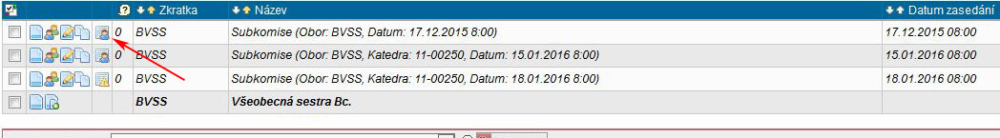 Zkratka Název Datum zasedání
0 BVSS Subkomise (Obor: BVSS, Datum: 17.12.2015 8:00) 17.12.2015 08:00
0 BVSS Subkomise (Obor: BVSS, Katedra: 11-00250, Datum: 15.01.2016 8:00) 15.01.2016 08:00
0 BVSS Subkomise (Obor: BVSS, Katedra: 11-00250, Datum: 18.01.2016 8:00) 18.01.2016 08:00
BVSS Všeobecná sestra Bc.